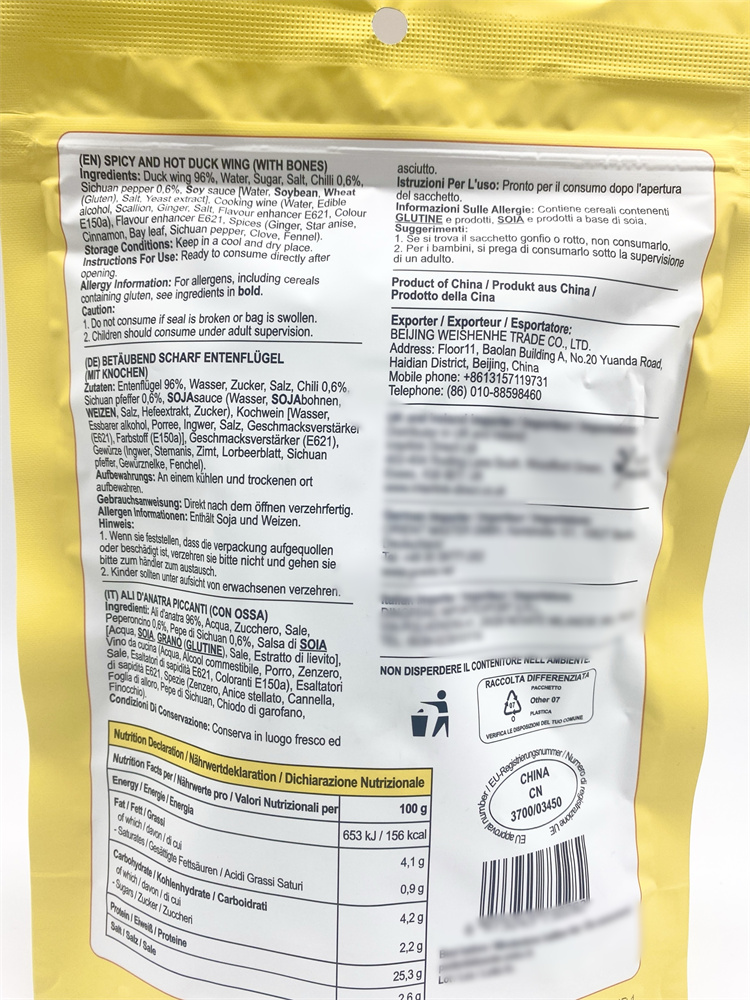 (EN) SPICY AND HOT DUCK WING (WITH BONES)
Ingredients: Duck wing 96%, Water, Sugar, Salt, Chilli 0,6%,
Sichuan pepper 0,6%, Soy sauce [Water, Soybean, Wheat
(Gluten), Salt, Yeast extract], Cooking wine (Water, Edible
alcohol, Scallion, Ginger, Salt, Flavour enhancer E621, Colour
E150a), Flavour enhancer E621, Spices (Ginger, Star anise,
Cinnamon, Bay leaf, Sichuan pepper, Clove, Fennel).
Storage Conditions: Keep in a cool and dry place.
Instructions For Use: Ready to consume directly after
opening.
Allergy Information: For allergens, including cereals
containing gluten, see ingredients in bold.
Caution:
1. Do not consume if seal is broken or bag is swollen.
2. Children should consume under adult supervision.
(DE) BETÄUBEND SCHARF ENTENFLÜGEL
(MIT KNOCHEN)
Zutaten: Entenflügel 96%, Wasser, Zucker, Salz, Chili 0,6%.
Sichuan pfeffer 0,6%, SOJAsauce (Wasser, SOJAbohnen,
WEIZEN, Salz, Hefeextrakt, Zucker), Kochwein [Wasser,
Essbarer alkohol, Porree, Ingwer, Salz, Geschmacksverstärker
(E621), Farbstoff (E150a)], Geschmacksverstärker (E621),
Gewürze (Ingwer, Sternanis, Zimt, Lorbeerblatt, Sichuan
pfeffer, Gewürznelke, Fenchel).
Aufbewahrungs: An einem kühlen und trockenen ort
aufbewahren.
Gebrauchsanweisung: Direkt nach dem öffnen verzehrfertig.
Allergen Informationen: Enthält Soja und Weizen.
Hinweis:
1. Wenn sie feststellen, dass die verpackung aufgequollen
oder beschädigt ist, verzehren sie bitte nicht und gehen sie
bitte zum händler zum austausch.
2. Kinder sollten unter aufsicht von erwachsenen verzehren.
(IT) ALI D'ANATRA PICCANTI (CON OSSA)
Ingredienti: Ali d'anatra 96%, Acqua, Zucchero, Sale,
Peperoncino 0,6%, Pepe di Sichuan 0,6%, Salsa di SOIA
[Acqua, SOIA, GRANO (GLUTINE), Sale, Estratto di lievito],
Vino da cucina (Acqua, Alcool commestibile, Porro, Zenzero,
Sale, Esaltatori di sapidità E621, Coloranti E150a), Esaltatori
di sapidità E621, Spezie (Zenzero, Anice stellato, Cannella,
Foglia di alloro, Pepe di Sichuan, Chiodo di garofano,
Finocchio).
Condizioni Di Conservazione: Conserva in luogo fresco ed
asciutto.
Istruzioni Per L'uso: Pronto per il consumo dopo l'apertura
del sacchetto.
Informazioni Sulle Allergie: Contiene cereali contenenti
GLUTINE e prodotti, SOIA e prodotti a base di soia.
Suggerimenti:
1. Se si trova il sacchetto gonfio o rotto, non consumarlo.
2. Per i bambini, si prega di consumarlo sotto la supervisione
di un adulto.
Product of China / Produkt aus China /
Prodotto della Cina
Exporter / Exporteur / Esportatore:
BEIJING WEISHENHE TRADE CO., LTD.
Address: Floor11, Baolan Building A, No.20 Yuanda Road,
Haidian District, Beijing, China
Mobile phone: +8613157119731
Telephone: (86) 010-88598460
NON DISPERDERE IL CONTENITORE NELL'AMBIENTE
RACCOLTA DIFFERENZIATA
PACCHETTO
07
Other 07
O
PLASTICA
VERIFICA LE DISPOSIZIONI DEL TUO COMUNE
EU approval number / EU-Registrierungsnummer / Numero di registrazione UE
CHINA
CN
3700/03450
Nutrition Declaration / Nährwertdeklaration / Dichiarazione Nutrizionale
Nutrition Facts per / Nährwerte pro / Valori Nutrizionali per 100 g
Energy / Energie / Energia 653 kJ / 156 kcal
Fat / Fett / Grassi 4,1 g
of which / davon / di cui
- Saturates / Gesättigte Fettsäuren / Acidi Grassi Saturi 0,9 g
Carbohydrate / Kohlenhydrate / Carboidrati 4,2 g
of which / davon / di cui
- Sugars / Zucker / Zuccheri 2,2 g
Protein / Eiweiß / Proteine 25,3 g
Salt / Salz / Sale 2,6 g